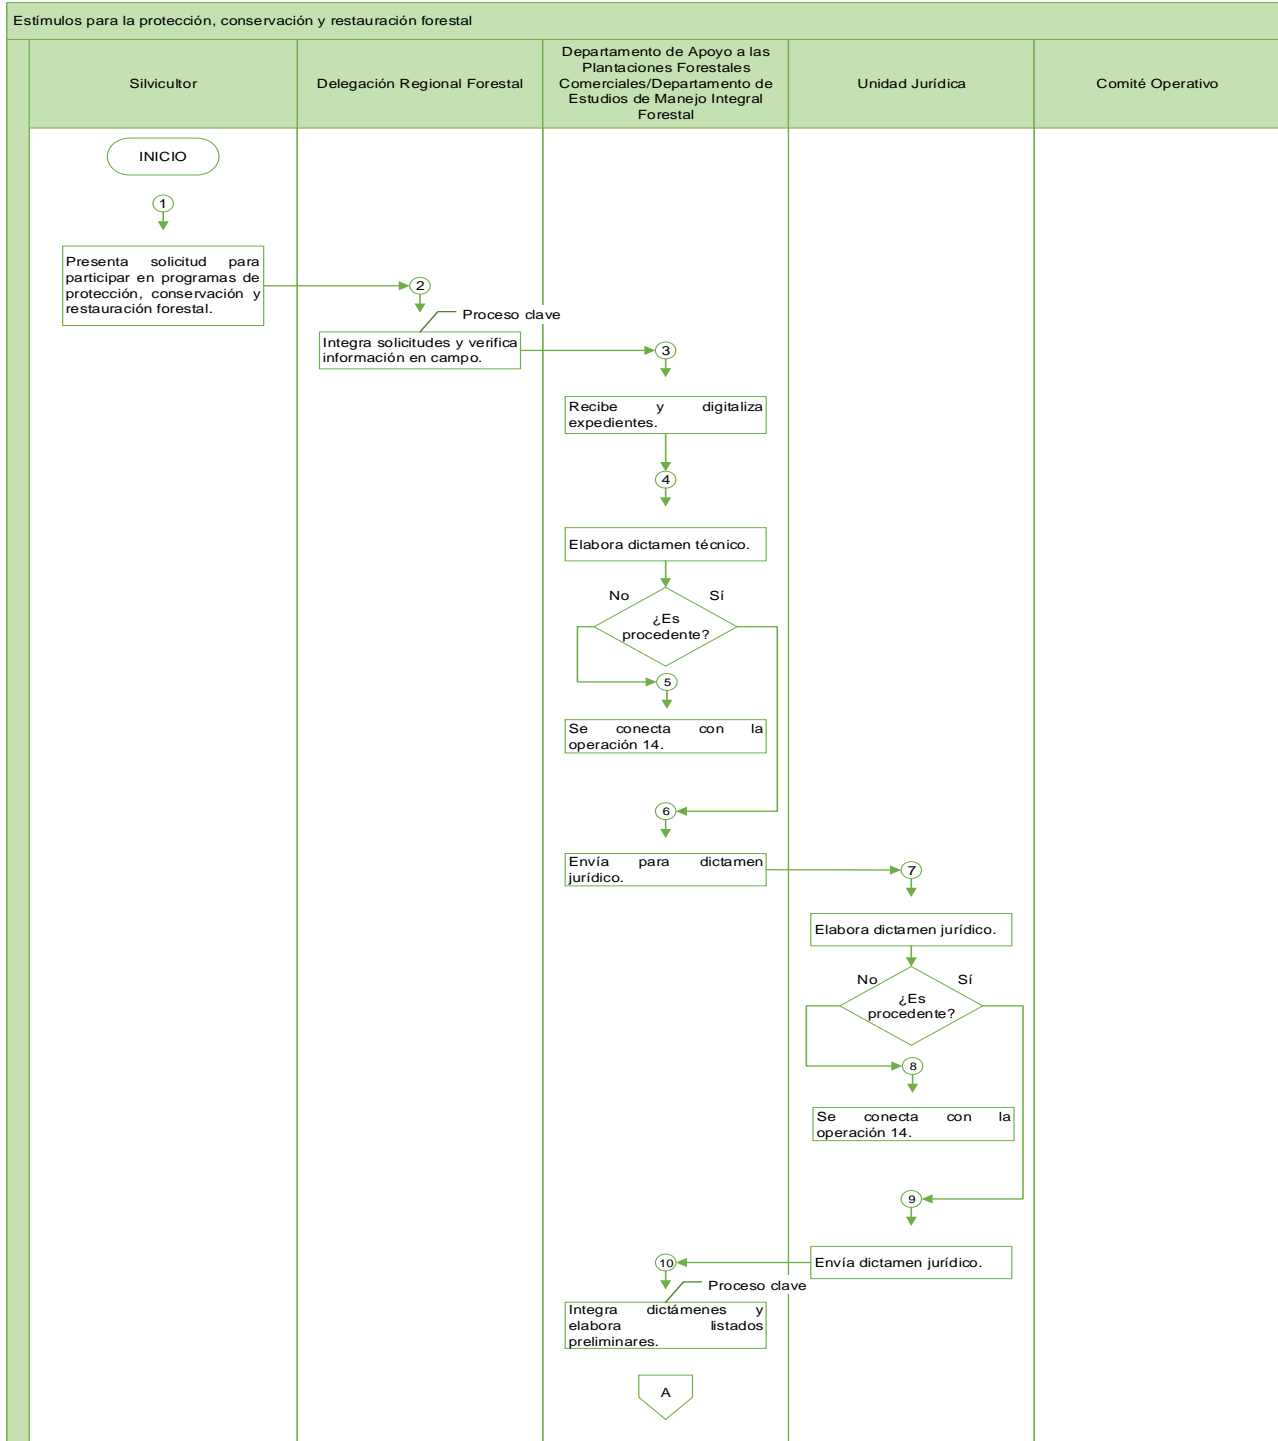 Estímulos para la protección, conservación y restauración forestal
Silvicultor
Delegación Regional Forestal
Departamento de Apoyo a las
Plantaciones Forestales
Comerciales/Departamento de
Estudios de Manejo Integral
Forestal
Unidad Jurídica
Comité Operativo
INICIO
1
Presenta solicitud para
participar en programas de
protección, conservación y
restauración forestal.
2
Proceso clave
Integra solicitudes y verifica
información en campo.
3
Recibe y digitaliza
expedientes.
4
Elabora dictamen técnico.
No
Sí
¿Es
procedente?
5
Se conecta con la
operación 14.
6
Envía para dictamen
jurídico.
7
Elabora dictamen jurídico.
No
Sí
¿Es
procedente?
8
Se conecta con la
operación 14.
9
Envía dictamen jurídico.
10
Proceso clave
Integra dictámenes y
elabora listados
preliminares.
A